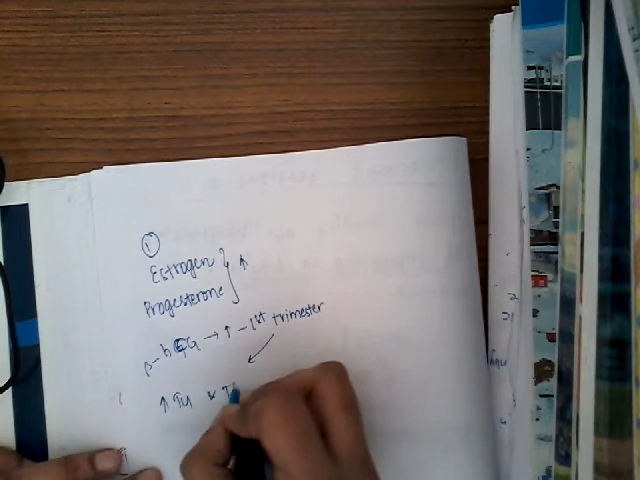 ①
Estrogen } ↑
Progesterone
β-hCG → ↑ - 1st trimester
↑ T4 & T